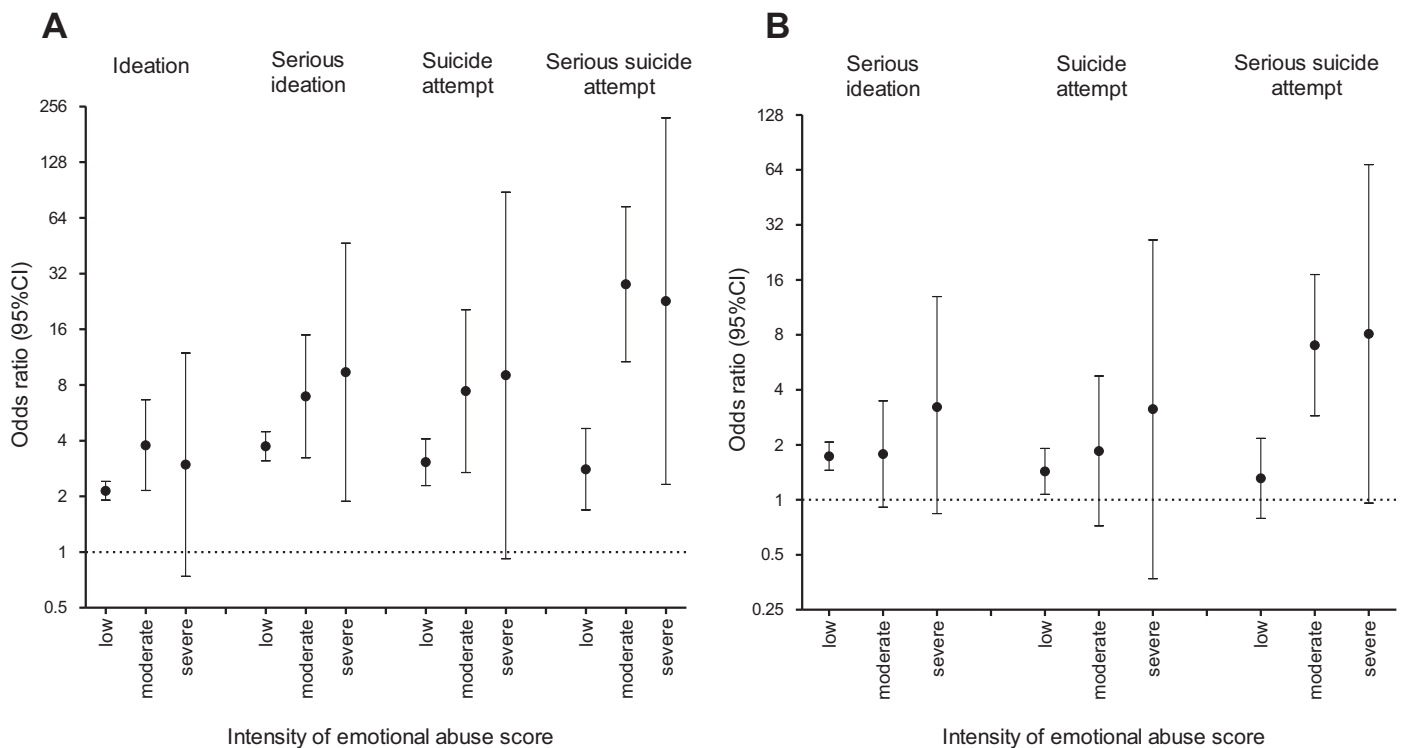 A
Ideation
Serious
ideation
Suicide
attempt
Serious suicide
attempt
256
128
64
32
16
8
4
2
1
0.5
Odds ratio (95%CI)
low
moderate
severe
low
moderate
severe
low
moderate
severe
low
moderate
severe
Intensity of emotional abuse score
B
Serious
ideation
Suicide
attempt
Serious suicide
attempt
128
64
32
16
8
4
2
1
0.5
0.25
Odds ratio (95%CI)
low
moderate
severe
low
moderate
severe
low
moderate
severe
Intensity of emotional abuse score